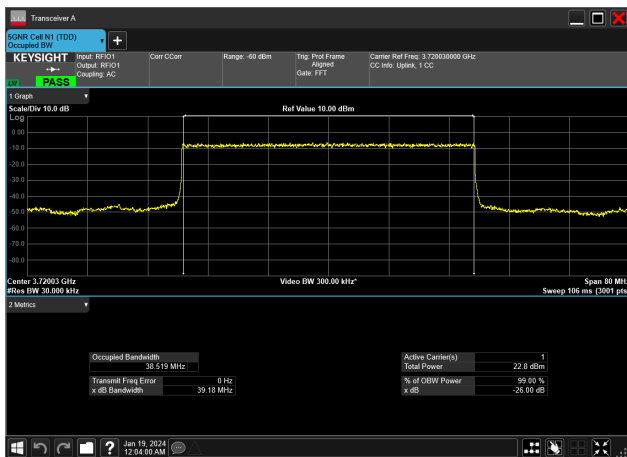 Transceiver A
5GNR Cell N1 (TDD)
Occupied BW
KEYSIGHT
Input: RFIO1
Output: RFIO1
Coupling: AC
Corr CCorr
Range: -60 dBm
Trig: Prot Frame
Aligned
Gate: FFT
Carrier Ref Freq: 3.720030000 GHz
CC Info: Uplink, 1 CC
PASS
1 Graph
Scale/Div 10.0 dB
Ref Value 10.00 dBm
Log
0.00
-10.0
-20.0
-30.0
-40.0
-50.0
-60.0
-70.0
-80.0
Center 3.72003 GHz
Video BW 300.00 kHz*
Span 80 MHz
#Res BW 30.000 kHz
Sweep 106 ms (3001 pts
2 Metrics
Occupied Bandwidth
38.519 MHz
Active Carrier(s) 1
Total Power 22.8 dBm
Transmit Freq Error 0 Hz
x dB Bandwidth 39.18 MHz
% of OBW Power 99.00 %
x dB -26.00 dB
Jan 19, 2024
12:04:00 AM